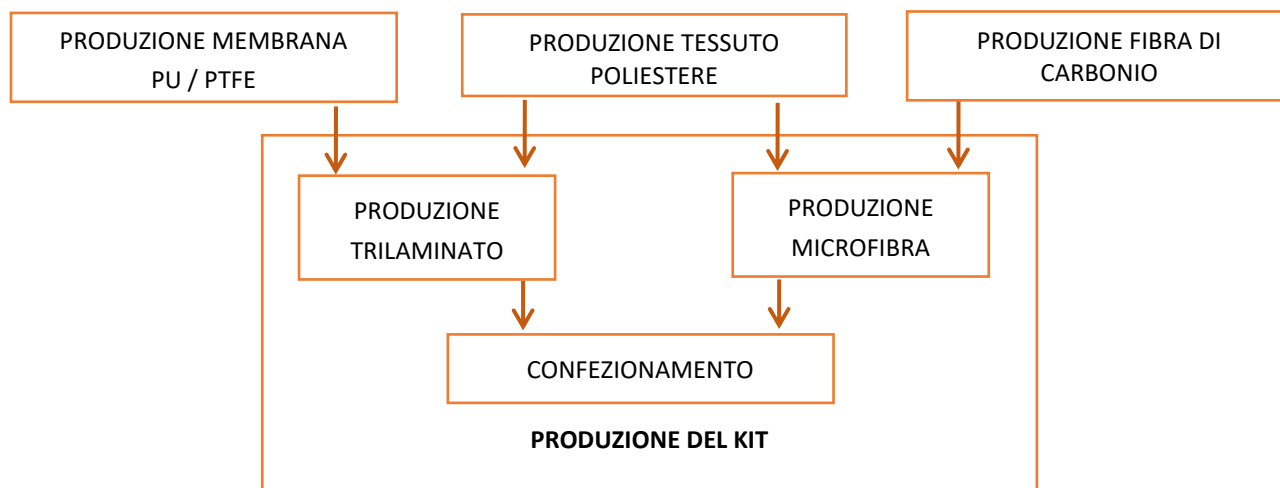 PRODUZIONE MEMBRANA
PU / PTFE
PRODUZIONE TESSUTO
POLIESTERE
PRODUZIONE FIBRA DI
CARBONIO
PRODUZIONE
TRILAMINATO
PRODUZIONE
MICROFIBRA
CONFEZIONAMENTO
PRODUZIONE DEL KIT